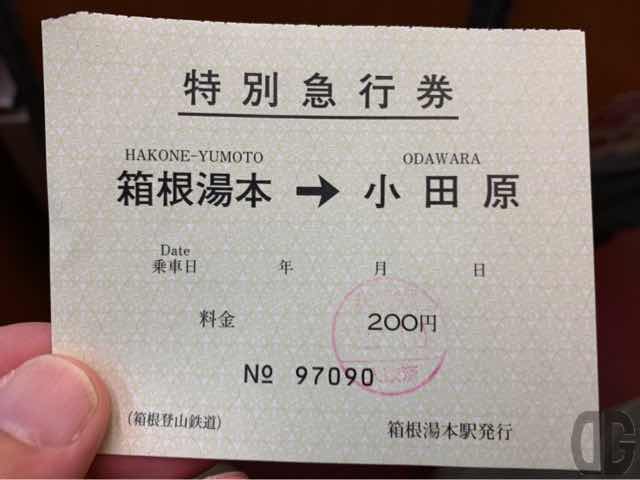 特別急行券
HAKONE-YUMOTO ODAWARA
箱根湯本 → 小田原
Date
乗車日 年 月 日
料金 200円
№ 97090
(箱根登山鉄道) 箱根湯本駅発行
DG